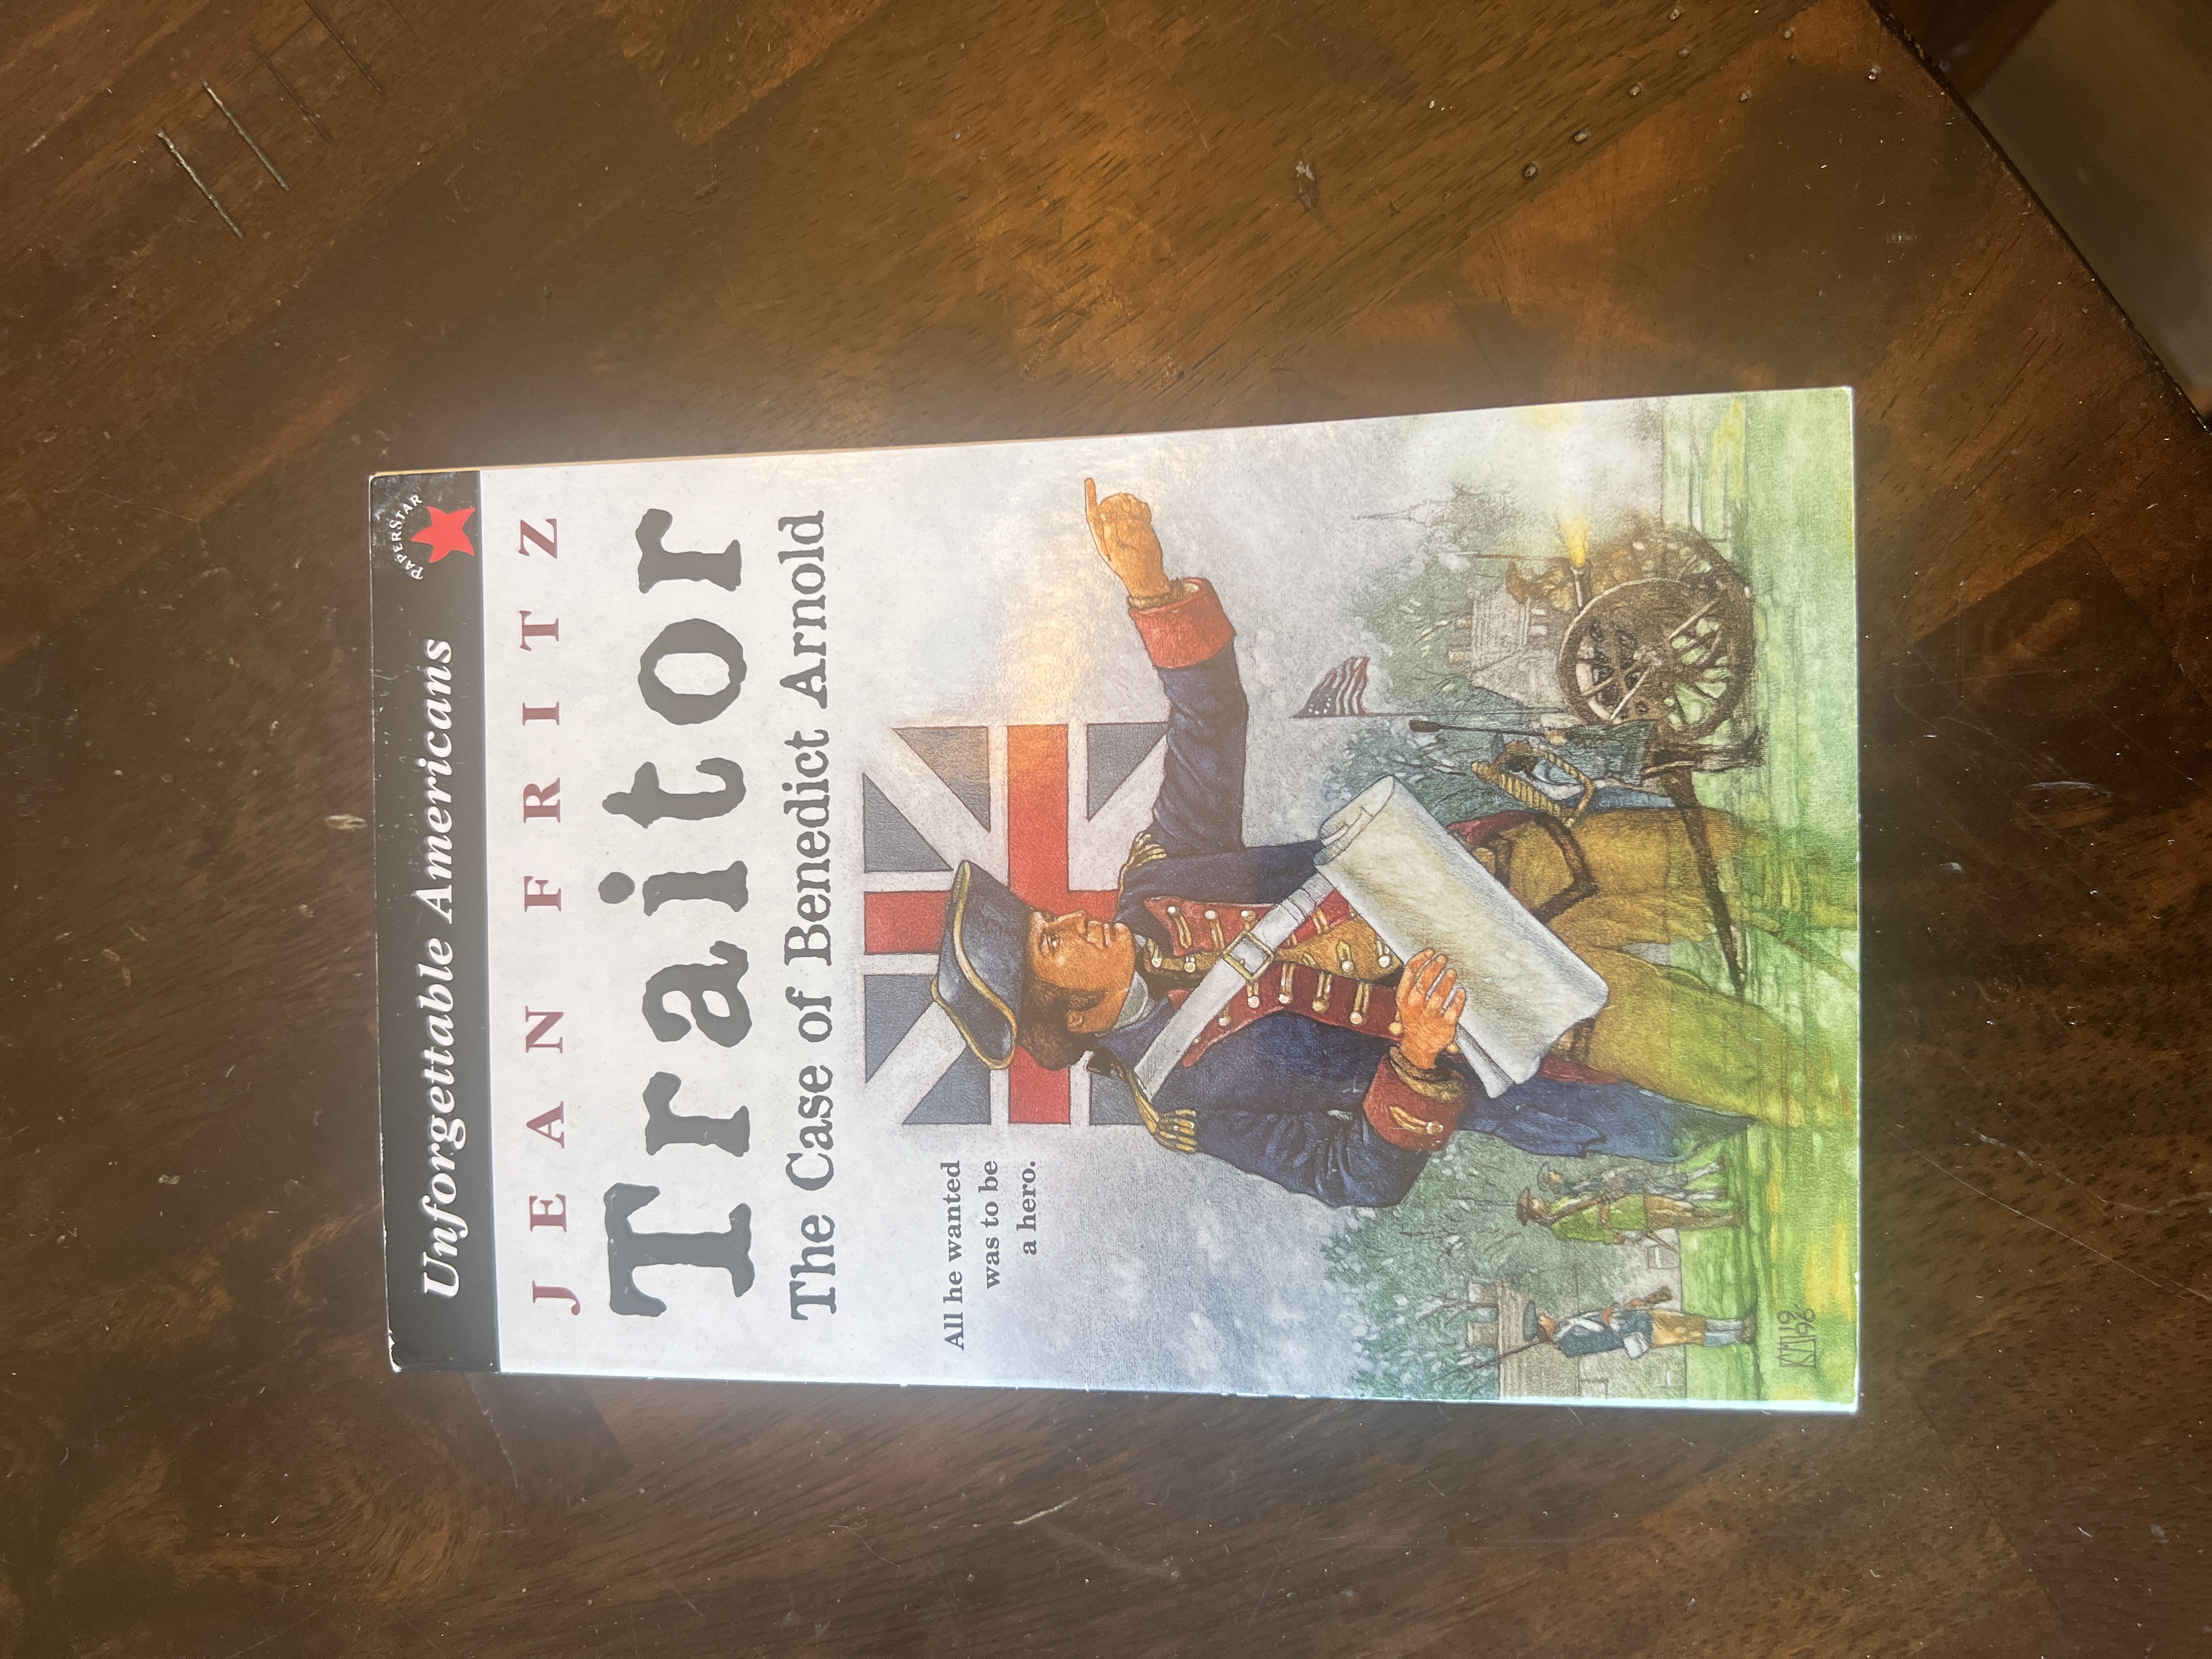 Unforgettable Americans
PAPERSTAR
JEAN FRITZ
Traitor
The Case of Benedict Arnold
All he wanted
was to be
a hero.